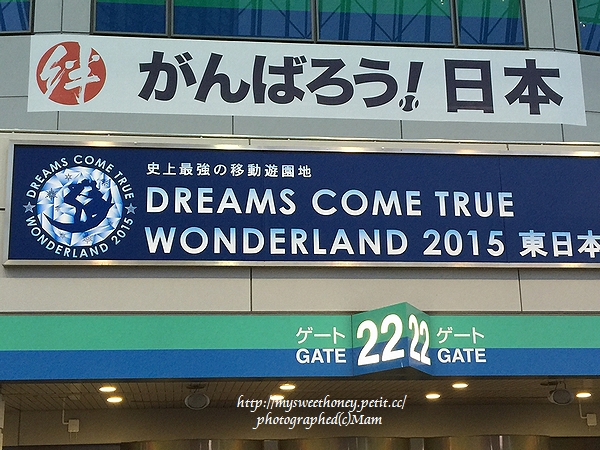 絆 がんばろう!日本
史上最強の移動遊園地
DREAMS COME TRUE
WONDERLAND 2015 東日本
DREAMS COME TRUE
WONDERLAND 2015
ゲート 22 22 ゲート
GATE GATE
http://mysweethoney.petit.cc/
photographed(c)Mam